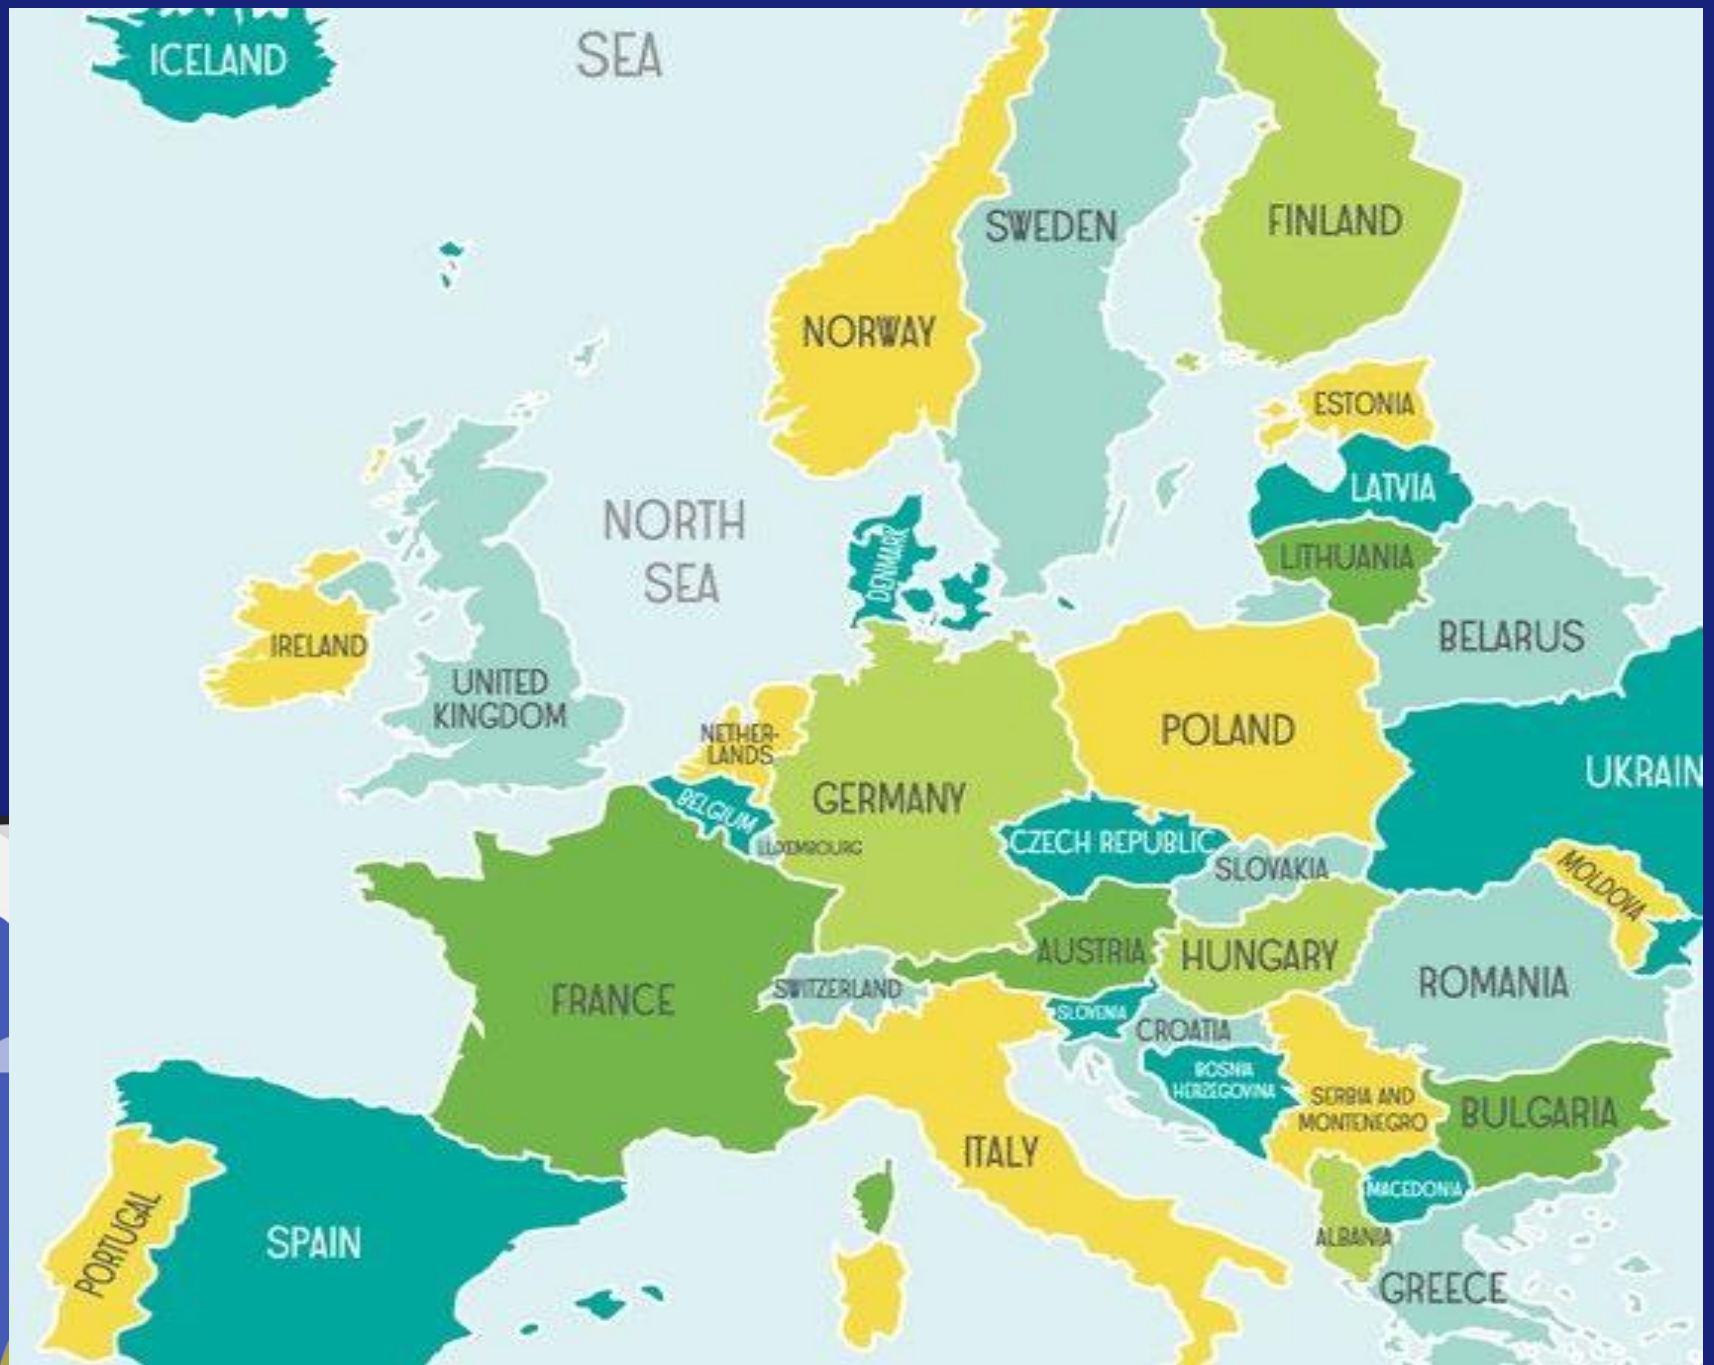 ICELAND
SEA
SWEDEN
FINLAND
NORWAY
ESTONIA
LATVIA
NORTH
SEA
DENMARK
LITHUANIA
IRELAND
BELARUS
UNITED
KINGDOM
NETHER-
LANDS
POLAND
UKRAIN
GERMANY
BELGIUM
LUXEMBOURG
CZECH REPUBLIC
SLOVAKIA
MOLDOVA
AUSTRIA
HUNGARY
ROMANIA
FRANCE
SWITZERLAND
SLOVENIA
CROATIA
BOSNIA
HERZEGOVINA
SERBIA AND
MONTENEGRO
BULGARIA
ITALY
MACEDONIA
PORTUGAL
SPAIN
ALBANIA
GREECE